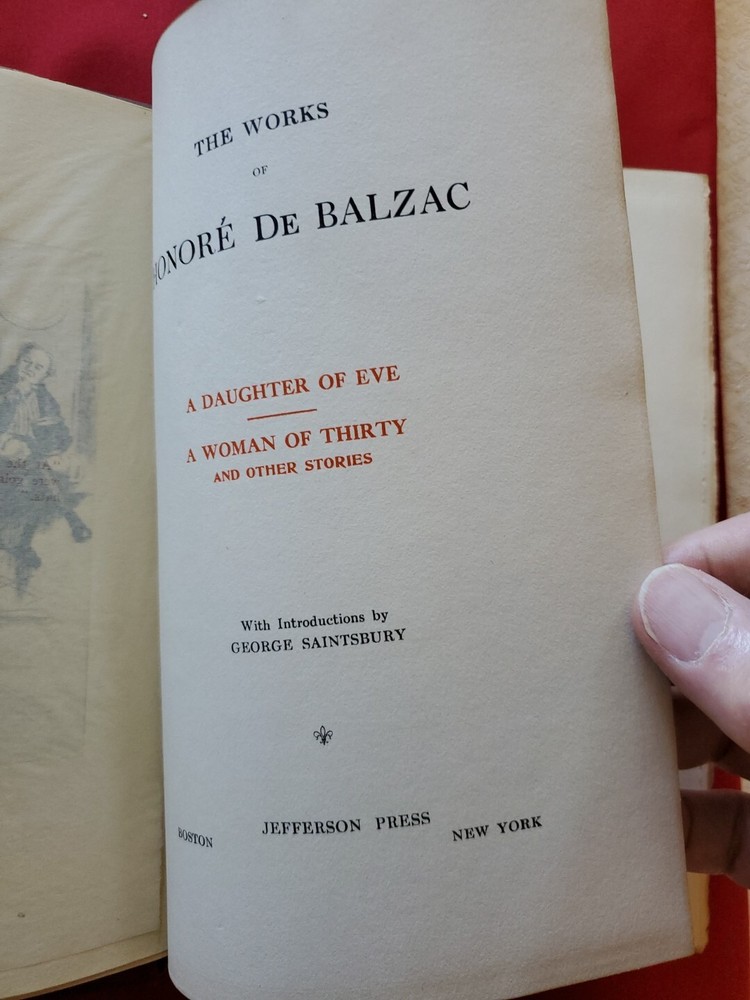 THE WORKS
OF
HONORÉ DE BALZAC
A DAUGHTER OF EVE
A WOMAN OF THIRTY
AND OTHER STORIES
With Introductions by
GEORGE SAINTSBURY
BOSTON JEFFERSON PRESS NEW YORK